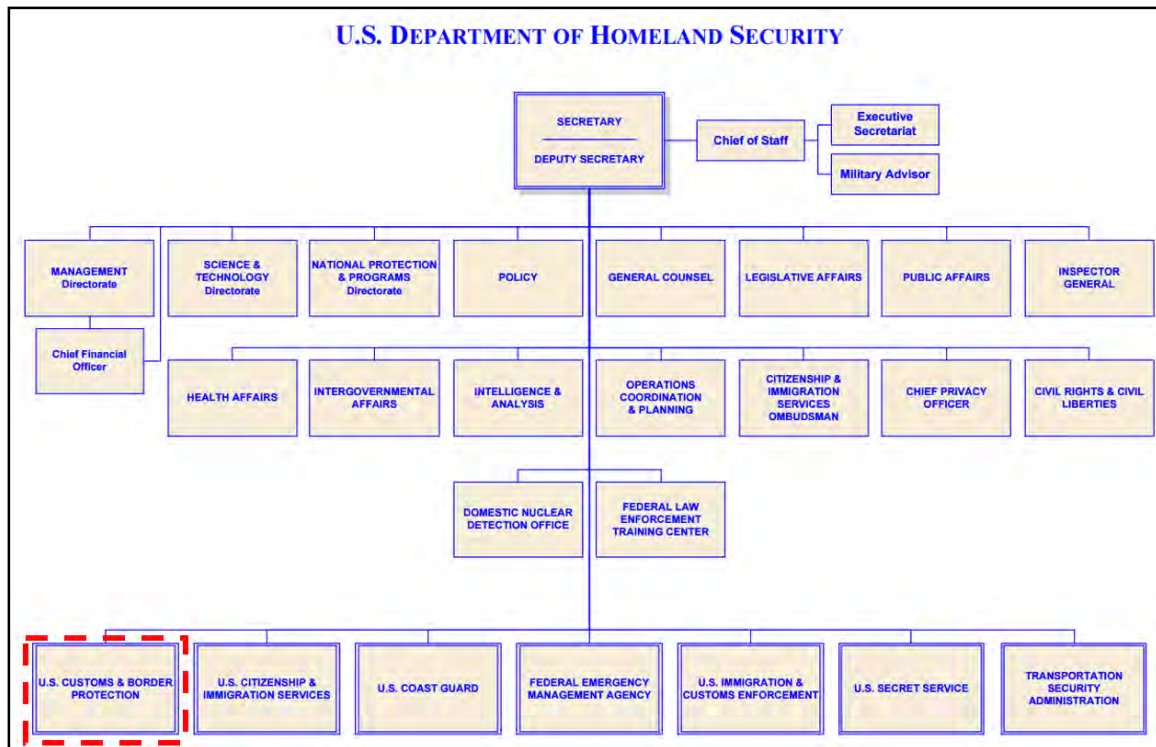 U.S. DEPARTMENT OF HOMELAND SECURITY
SECRETARY
DEPUTY SECRETARY
Chief of Staff
Executive
Secretariat
Military Advisor
MANAGEMENT
Directorate
SCIENCE &
TECHNOLOGY
Directorate
NATIONAL PROTECTION
& PROGRAMS
Directorate
POLICY
GENERAL COUNSEL
LEGISLATIVE AFFAIRS
PUBLIC AFFAIRS
INSPECTOR
GENERAL
Chief Financial
Officer
HEALTH AFFAIRS
INTERGOVERNMENTAL
AFFAIRS
INTELLIGENCE &
ANALYSIS
OPERATIONS
COORDINATION
& PLANNING
CITIZENSHIP &
IMMIGRATION
SERVICES
OMBUDSMAN
CHIEF PRIVACY
OFFICER
CIVIL RIGHTS & CIVIL
LIBERTIES
DOMESTIC NUCLEAR
DETECTION OFFICE
FEDERAL LAW
ENFORCEMENT
TRAINING CENTER
U.S. CUSTOMS & BORDER
PROTECTION
U.S. CITIZENSHIP &
IMMIGRATION SERVICES
U.S. COAST GUARD
FEDERAL EMERGENCY
MANAGEMENT AGENCY
U.S. IMMIGRATION &
CUSTOMS ENFORCEMENT
U.S. SECRET SERVICE
TRANSPORTATION
SECURITY
ADMINISTRATION